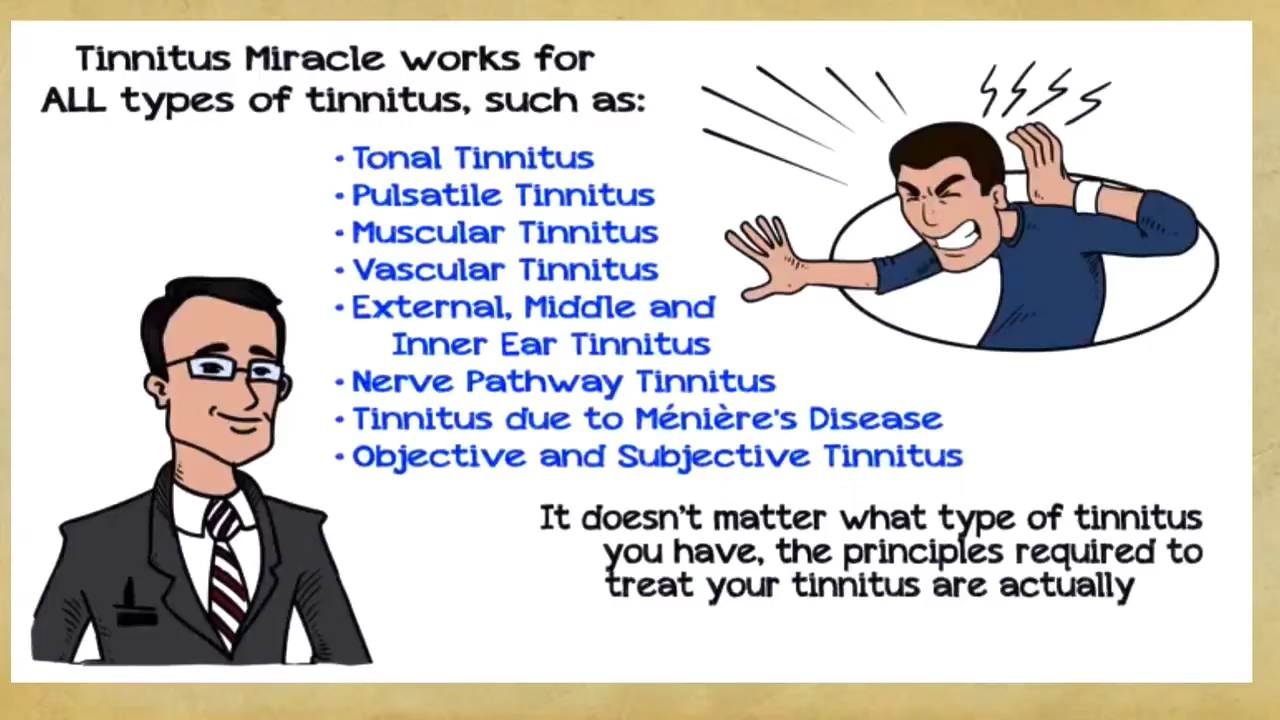 Tinnitus Miracle works for
ALL types of tinnitus, such as:
• Tonal Tinnitus
• Pulsatile Tinnitus
• Muscular Tinnitus
• Vascular Tinnitus
• External, Middle and
Inner Ear Tinnitus
• Nerve Pathway Tinnitus
• Tinnitus due to Ménière's Disease
• Objective and Subjective Tinnitus
It doesn't matter what type of tinnitus
you have, the principles required to
treat your tinnitus are actually